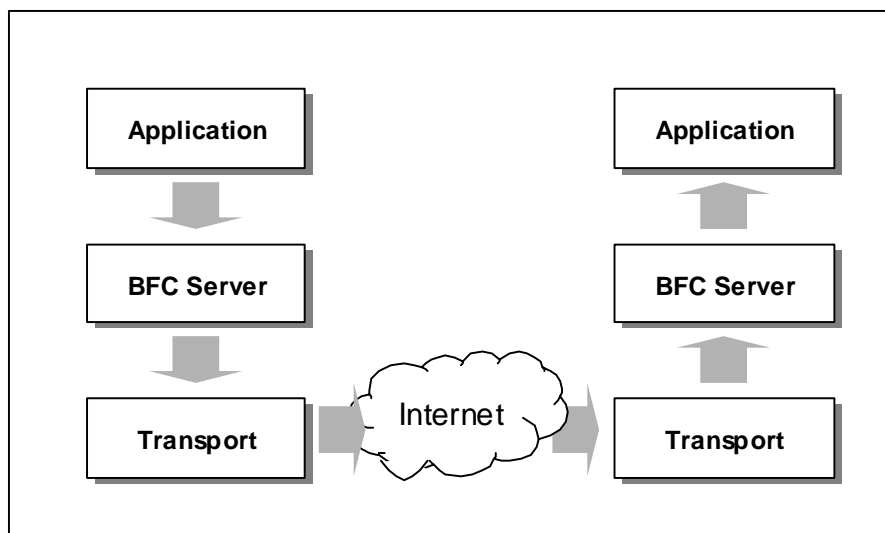 Application
Application
BFC Server
BFC Server
Transport
Internet
Transport